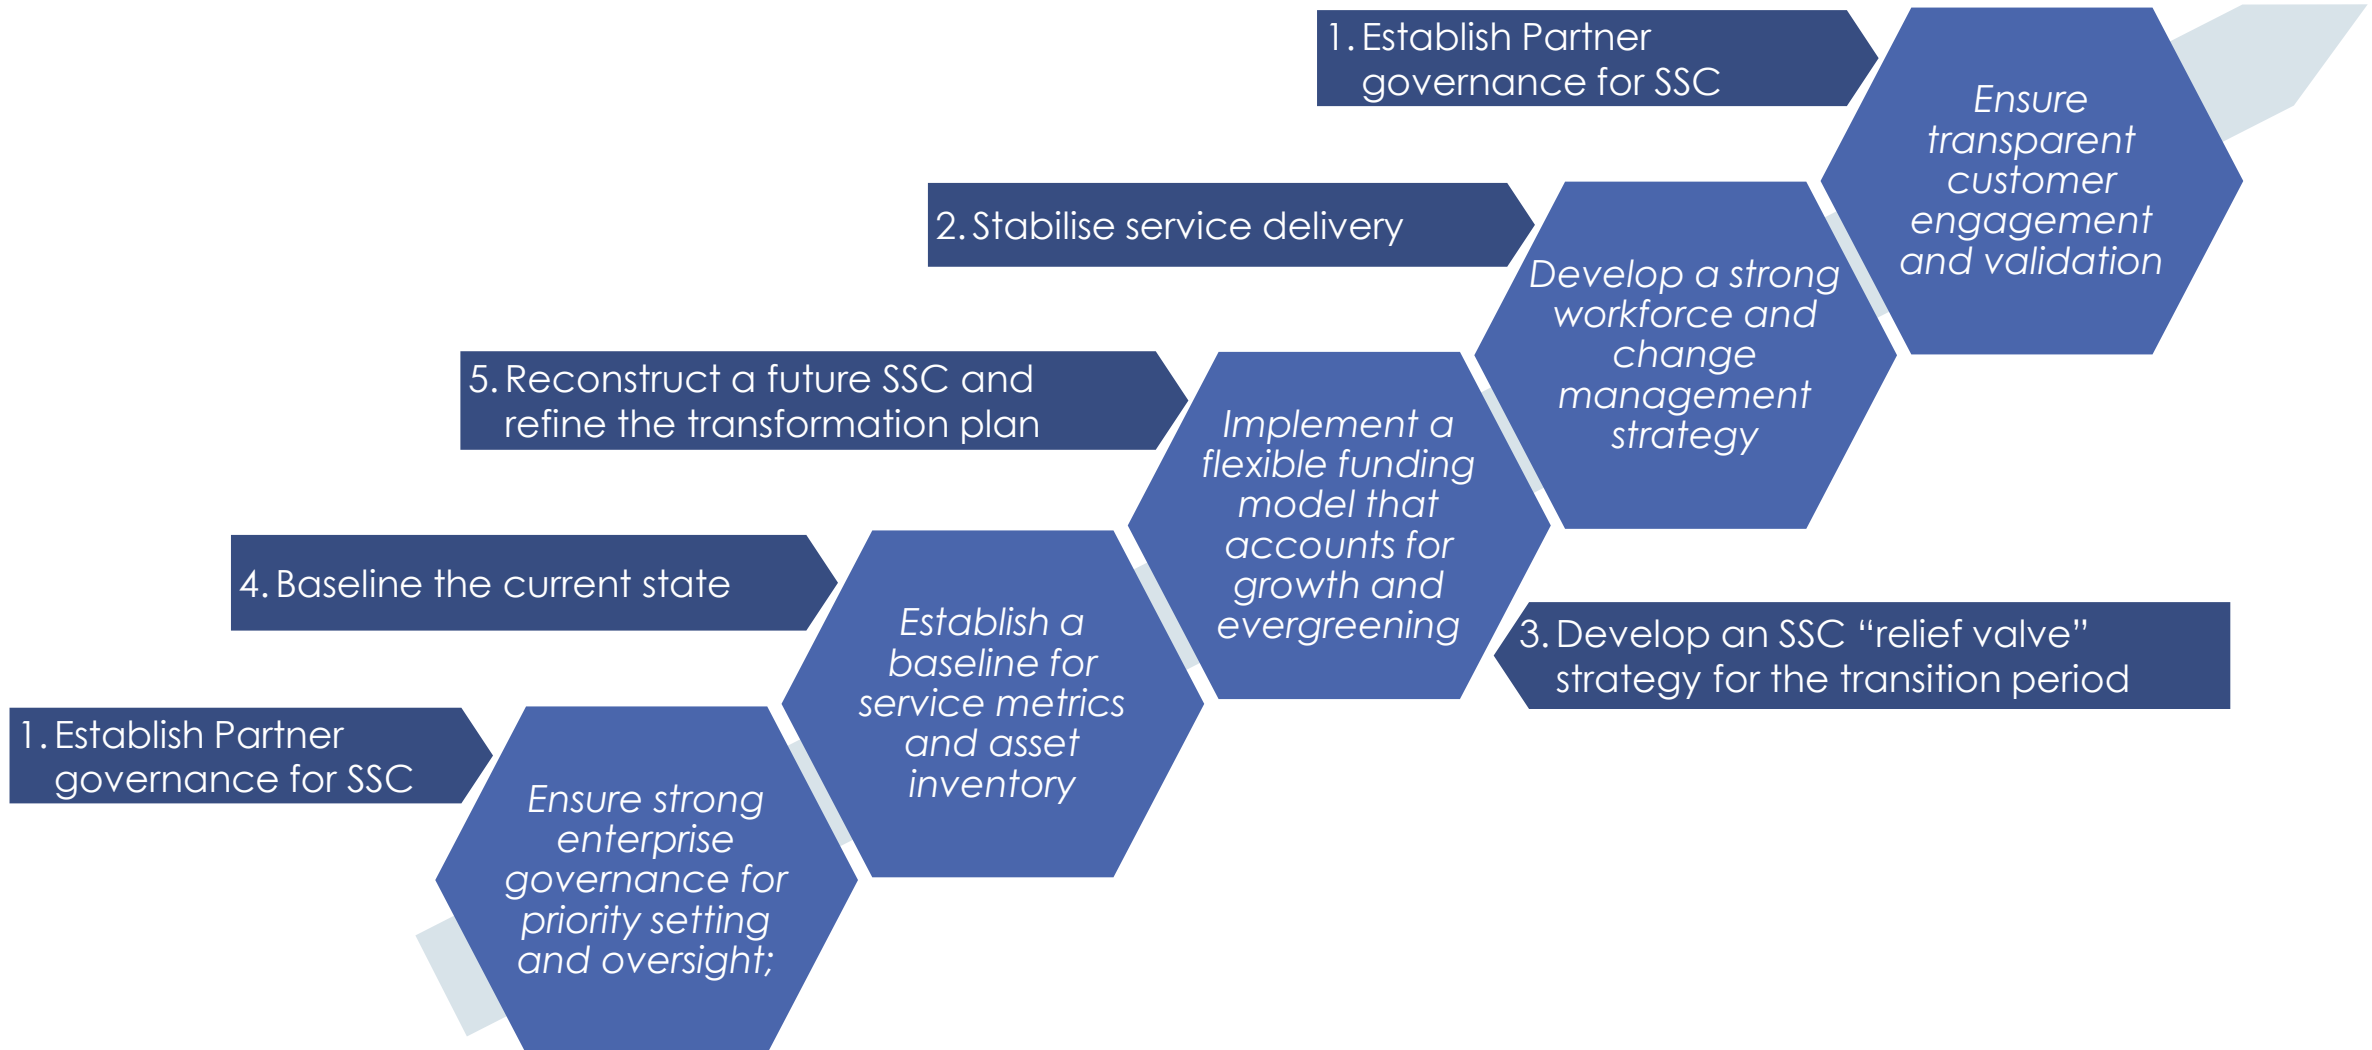 1. Establish Partner
governance for SSC
Ensure
transparent
customer
engagement
and validation
2. Stabilise service delivery
Develop a strong
workforce and
change
management
strategy
5. Reconstruct a future SSC and
refine the transformation plan
Implement a
flexible funding
model that
accounts for
growth and
evergreening
3. Develop an SSC “relief valve”
strategy for the transition period
4. Baseline the current state
Establish a
baseline for
service metrics
and asset
inventory
1. Establish Partner
governance for SSC
Ensure strong
enterprise
governance for
priority setting
and oversight;